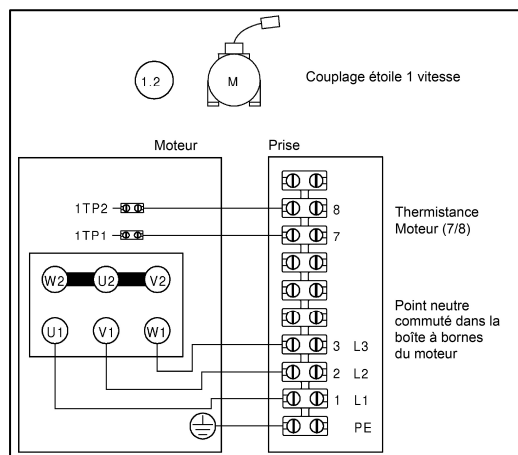 1.2
M
Couplage étoile 1 vitesse
Moteur
Prise
1TP2
8
1TP1
7
Thermistance
Moteur (7/8)
W2 U2 V2
U1 V1 W1
Point neutre
commuté dans la
boîte à bornes
du moteur
3 L3
2 L2
1 L1
PE